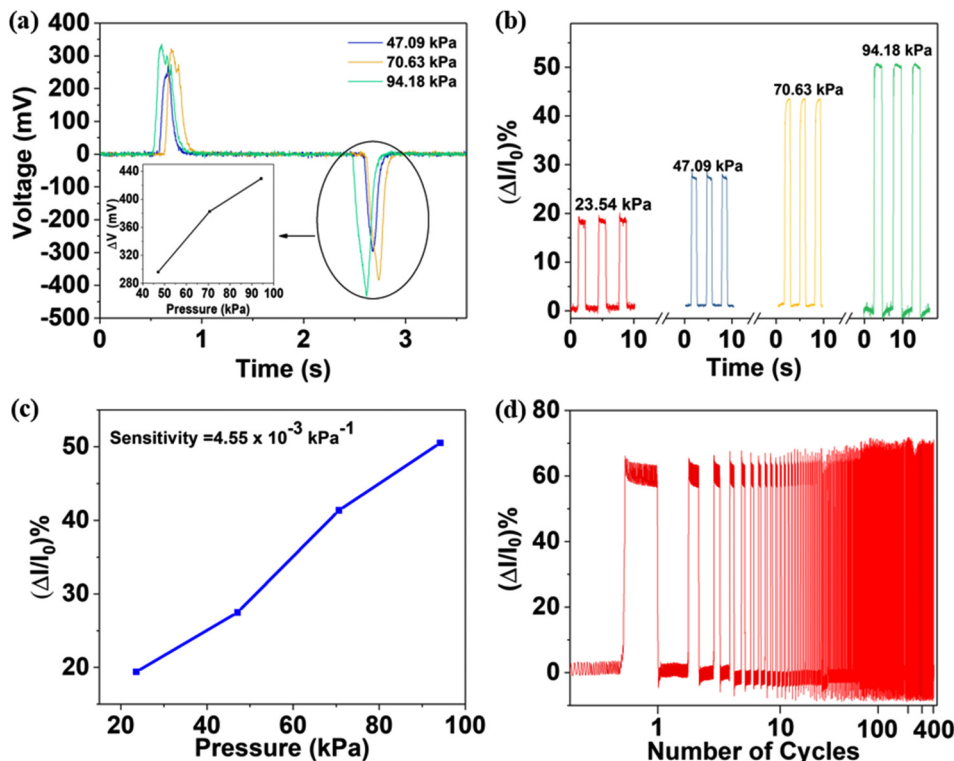 (a)
400
300
200
100
0
-100
-200
-300
-400
-500
Voltage (mV)
47.09 kPa
70.63 kPa
94.18 kPa
440
400
360
320
280
ΔV (mV)
40 50 60 70 80 90 100
Pressure (kPa)
0 1 2 3
Time (s)
(b)
50
40
30
20
10
0
(ΔI/I₀)%
23.54 kPa
47.09 kPa
70.63 kPa
94.18 kPa
0 10 0 10 0 10 0 10
Time (s)
(c)
Sensitivity =4.55 x 10⁻³ kPa⁻¹
50
40
30
20
(ΔI/I₀)%
20 40 60 80 100
Pressure (kPa)
(d)
80
60
40
20
0
(ΔI/I₀)%
1 10 100 400
Number of Cycles